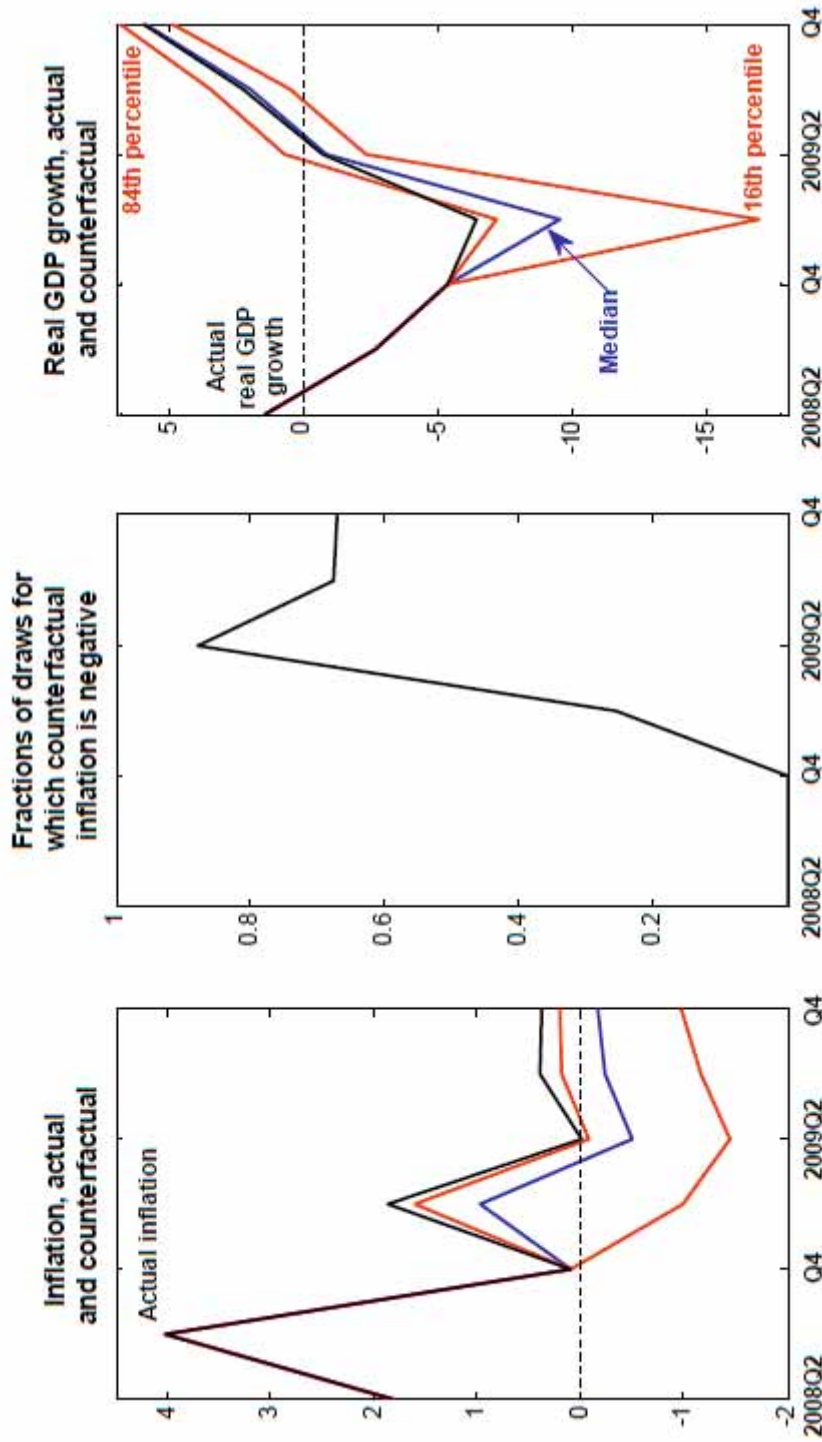 Inflation, actual
and counterfactual
Actual inflation
4
3
2
1
0
-1
-2
2008Q2
Q4
2009Q2
Q4
Fractions of draws for
which counterfactual
inflation is negative
1
0.8
0.6
0.4
0.2
2008Q2
Q4
2009Q2
Q4
Real GDP growth, actual
and counterfactual
84th percentile
Actual
real GDP
growth
Median
16th percentile
5
0
-5
-10
-15
2008Q2
Q4
2009Q2
Q4